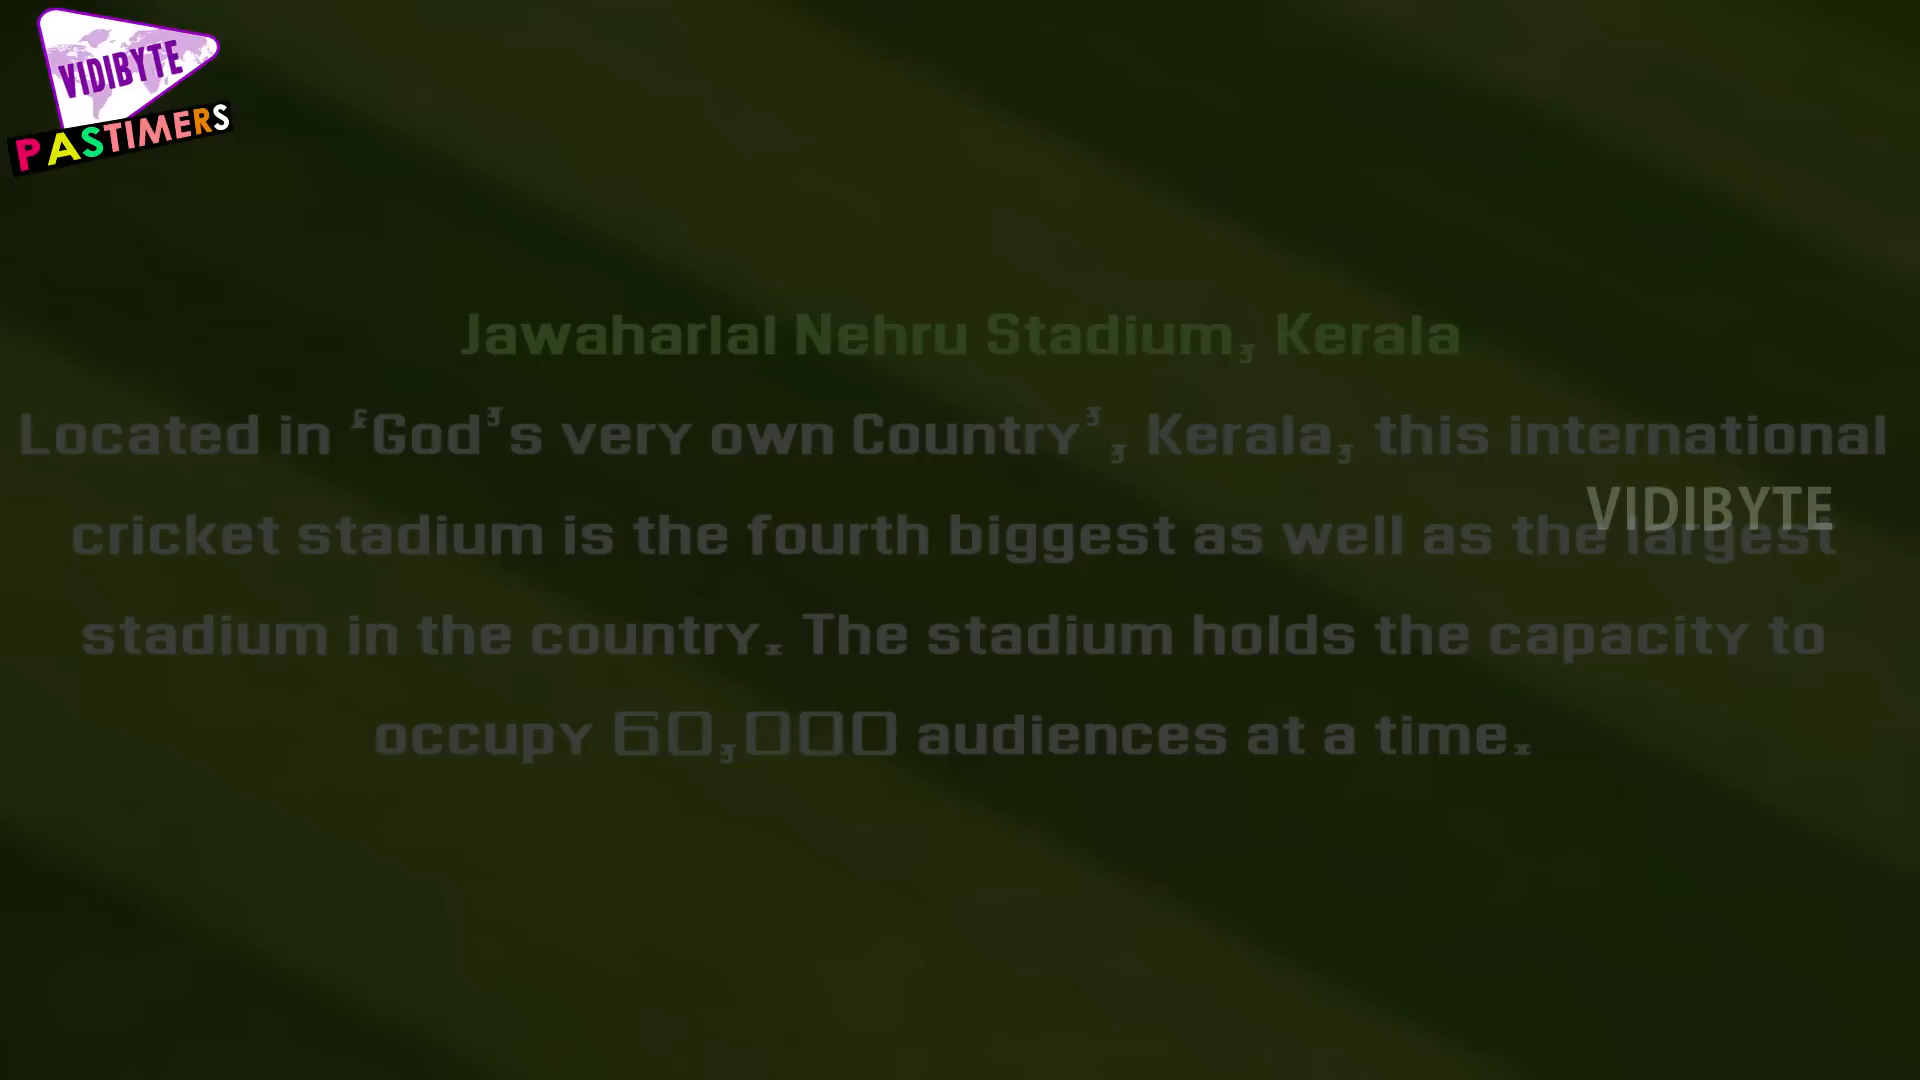 VIDIBYTE
PASTIMERS
Jawaharlal Nehru Stadium, Kerala
Located in ‘God’s very own Country’, Kerala, this international
VIDIBYTE
cricket stadium is the fourth biggest as well as the largest
stadium in the country. The stadium holds the capacity to
occupy 60,000 audiences at a time.